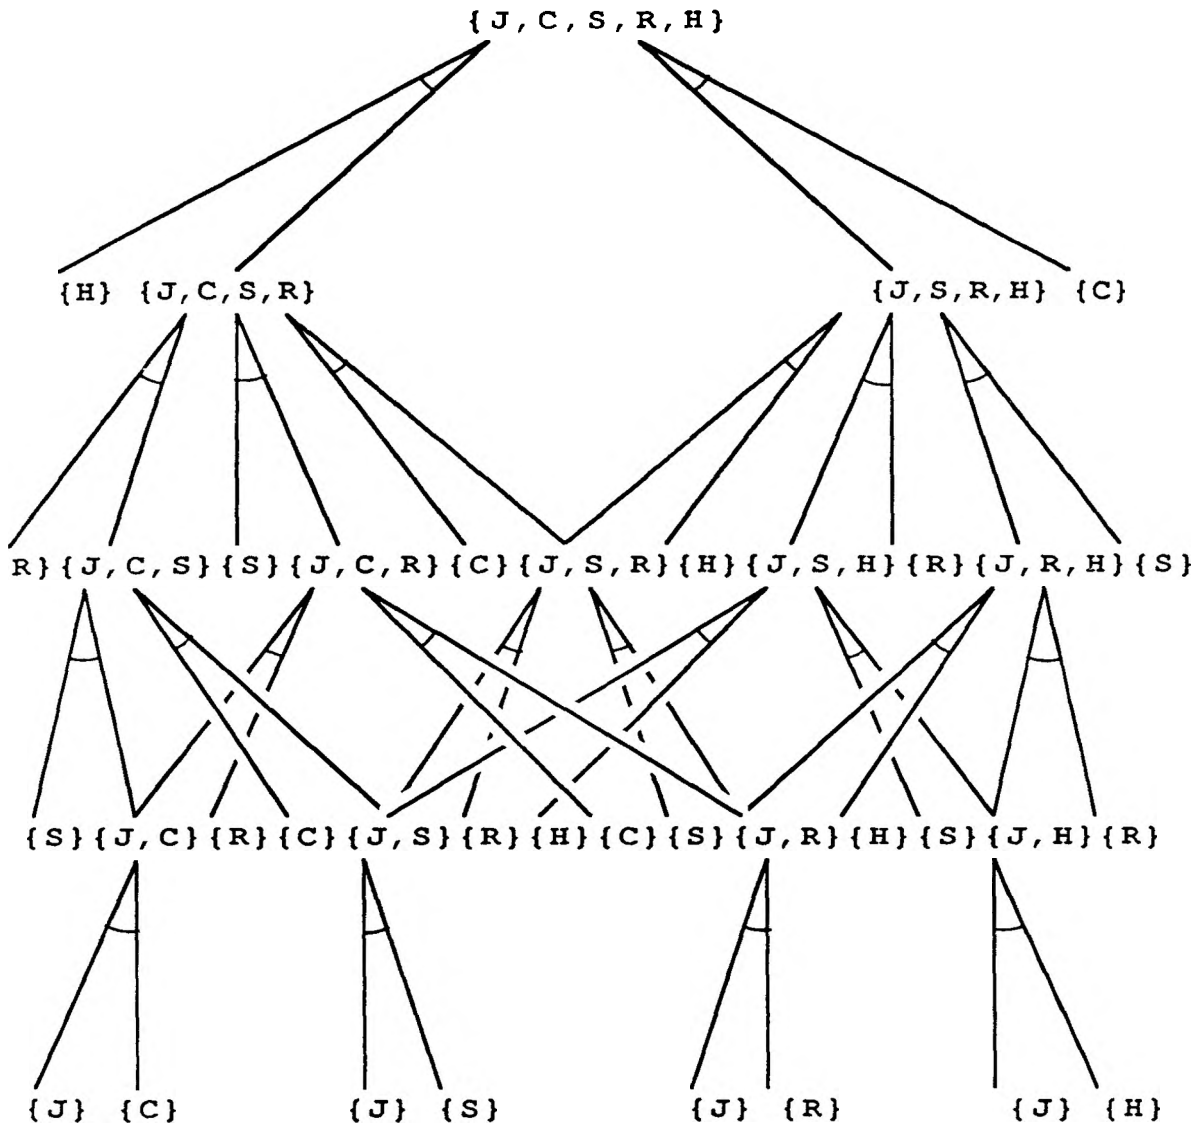 {J,C,S,R,H}
{H} {J,C,S,R} {J,S,R,H} {C}
R}{J,C,S}{S}{J,C,R}{C}{J,S,R}{H}{J,S,H}{R}{J,R,H}{S}
{S}{J,C}{R}{C}{J,S}{R}{H}{C}{S}{J,R}{H}{S}{J,H}{R}
{J} {C} {J} {S} {J} {R} {J} {H}